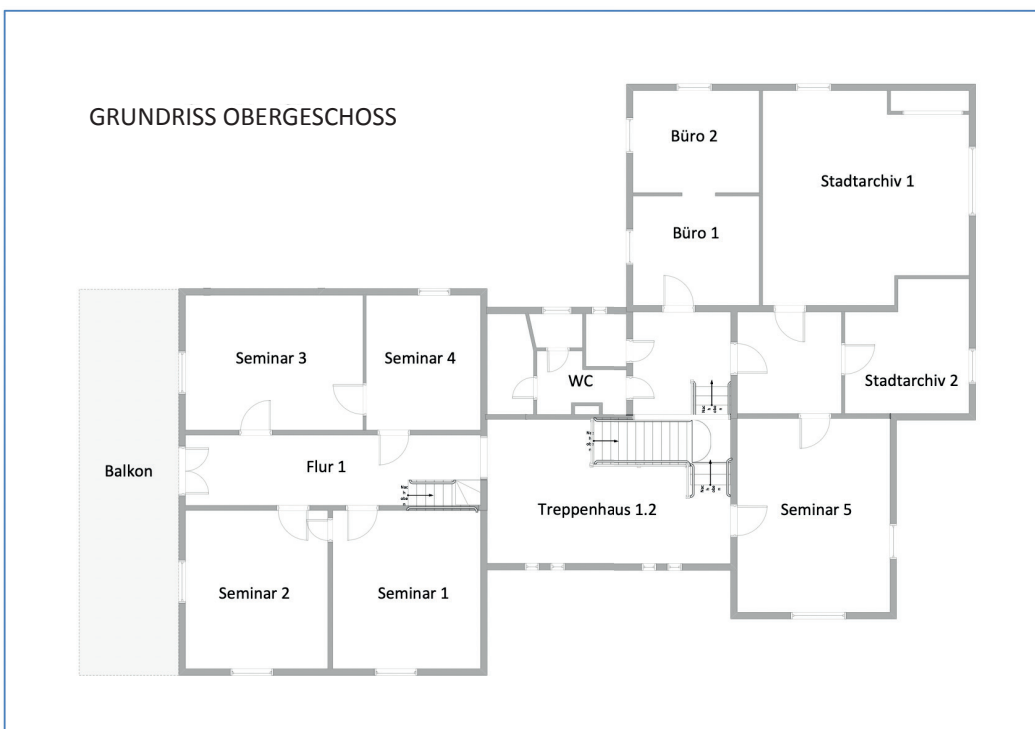 GRUNDRISS OBERGESCHOSS
Büro 2
Stadtarchiv 1
Büro 1
Seminar 3
Seminar 4
WC
Stadtarchiv 2
Balkon
Flur 1
Treppenhaus 1.2
Seminar 5
Seminar 2
Seminar 1